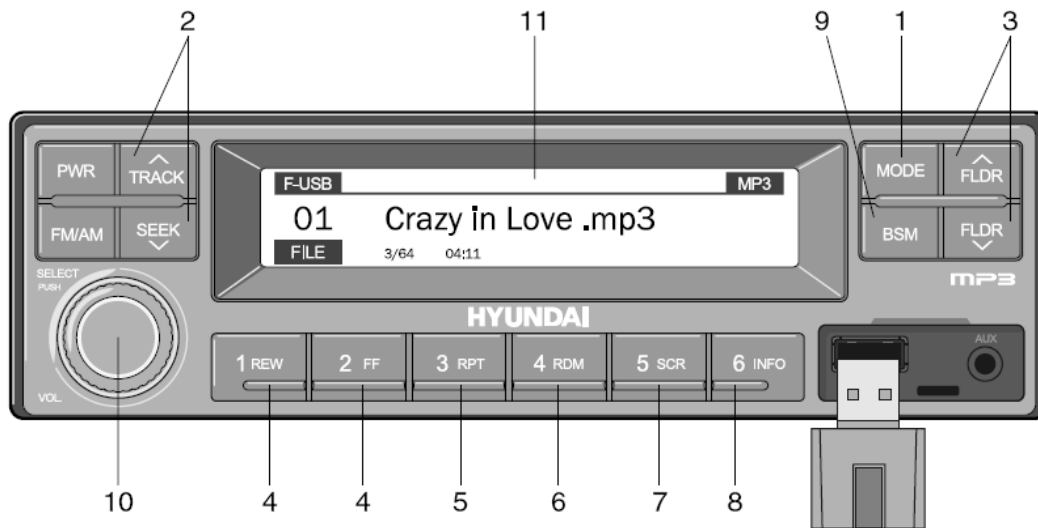 2 11 9 1 3
PWR TRACK
FM/AM SEEK
F-USB MP3
01 Crazy in Love .mp3
FILE 3/64 04:11
MODE FLDR
BSM FLDR
SELECT
PUSH
VOL.
HYUNDAI
MP3
AUX
1 REW 2 FF 3 RPT 4 RDM 5 SCR 6 INFO
10 4 4 5 6 7 8